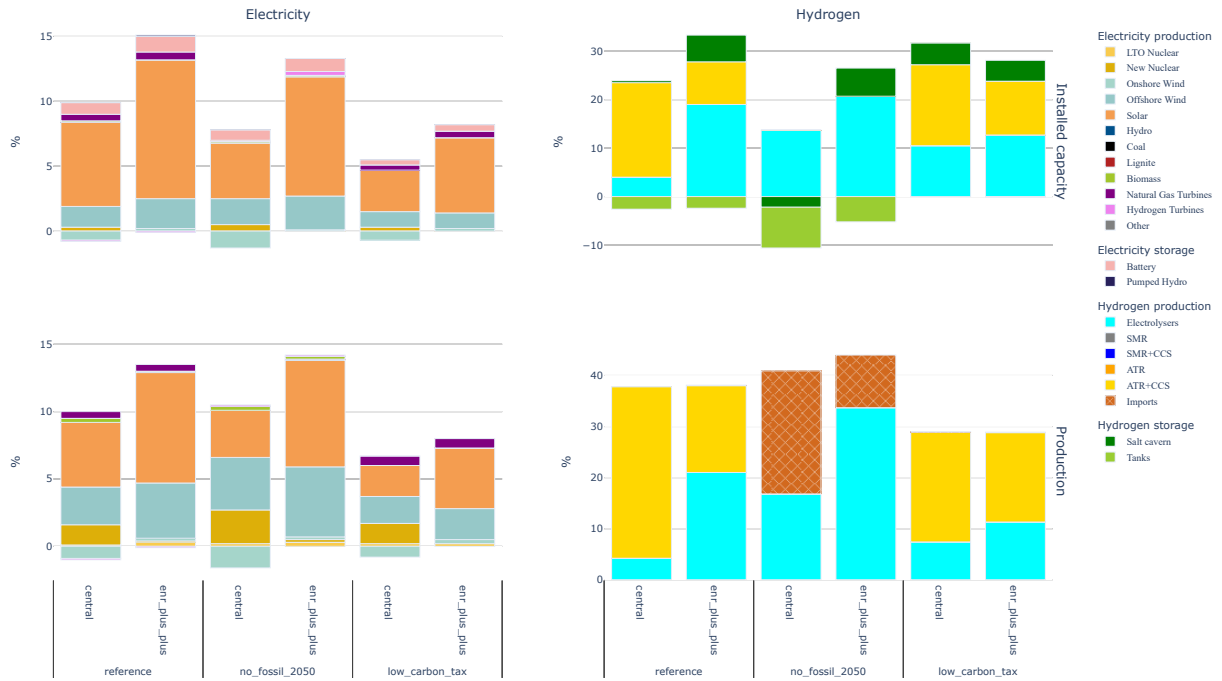 Electricity
Hydrogen
%
15
10
5
0
%
30
20
10
0
−10
Installed capacity
%
15
10
5
0
%
40
30
20
10
0
Production
central
enr_plus_plus
central
enr_plus_plus
central
enr_plus_plus
reference
no_fossil_2050
low_carbon_tax
central
enr_plus_plus
central
enr_plus_plus
central
enr_plus_plus
reference
no_fossil_2050
low_carbon_tax
Electricity production
LTO Nuclear
New Nuclear
Onshore Wind
Offshore Wind
Solar
Hydro
Coal
Lignite
Biomass
Natural Gas Turbines
Hydrogen Turbines
Other
Electricity storage
Battery
Pumped Hydro
Hydrogen production
Electrolysers
SMR
SMR+CCS
ATR
ATR+CCS
Imports
Hydrogen storage
Salt cavern
Tanks